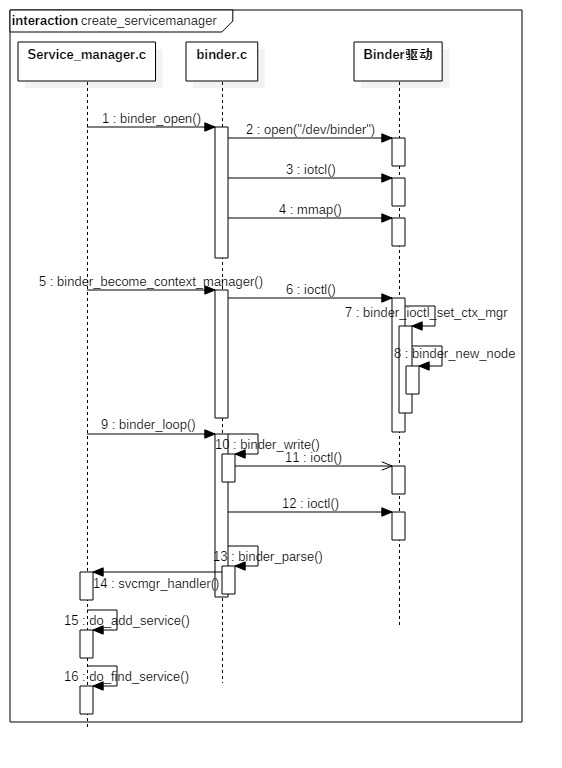 interaction create_servicemanager
Service_manager.c
binder.c
Binder驱动
1 : binder_open()
2 : open("/dev/binder")
3 : iotcl()
4 : mmap()
5 : binder_become_context_manager()
6 : ioctl()
7 : binder_ioctl_set_ctx_mgr
8 : binder_new_node
9 : binder_loop()
10 : binder_write()
11 : ioctl()
12 : ioctl()
13 : binder_parse()
14 : svcmgr_handler()
15 : do_add_service()
16 : do_find_service()